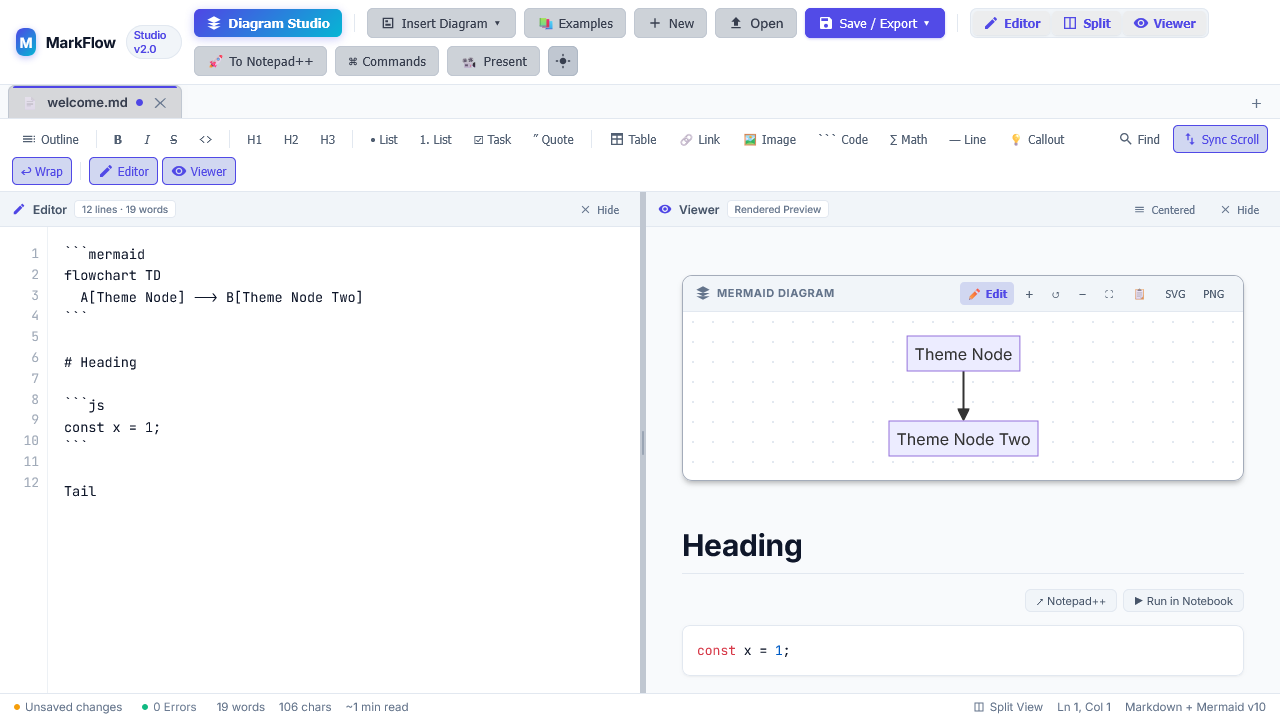 M MarkFlow Studio v2.0
Diagram Studio Insert Diagram ▾ Examples + New Open Save / Export ▾ Editor Split Viewer
To Notepad++ ⌘ Commands Present
welcome.md
+
Outline B I S <> H1 H2 H3 • List 1. List ☑ Task ” Quote Table Link Image ``` Code ∑ Math — Line Callout Find Sync Scroll
↩ Wrap Editor Viewer
Editor 12 lines · 19 words Hide
1 ```mermaid
2 flowchart TD
3 A[Theme Node] --> B[Theme Node Two]
4 ```
5
6 # Heading
7
8 ```js
9 const x = 1;
10 ```
11
12 Tail
Viewer Rendered Preview Centered Hide
MERMAID DIAGRAM Edit + ↺ − SVG PNG
Theme Node
Theme Node Two
Heading
↗ Notepad++ ▶ Run in Notebook
const x = 1;
Unsaved changes 0 Errors 19 words 106 chars ~1 min read Split View Ln 1, Col 1 Markdown + Mermaid v10